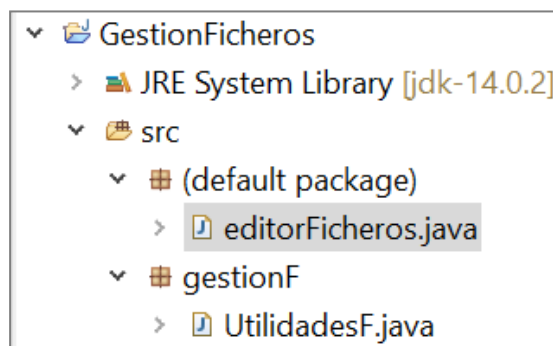 GestionFicheros
JRE System Library [jdk-14.0.2]
src
(default package)
editorFicheros.java
gestionF
UtilidadesF.java